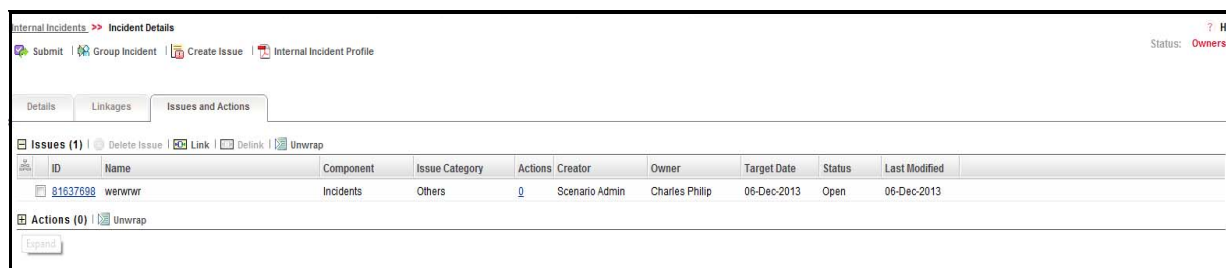 Internal Incidents >> Incident Details
? H
Submit | Group Incident | Create Issue | Internal Incident Profile
Status: Owners
Details Linkages Issues and Actions
Issues (1) | Delete Issue | Link | Delink | Unwrap
ID Name Component Issue Category Actions Creator Owner Target Date Status Last Modified
81637698 werwrwr Incidents Others 0 Scenario Admin Charles Philip 06-Dec-2013 Open 06-Dec-2013
Actions (0) | Unwrap
Expand